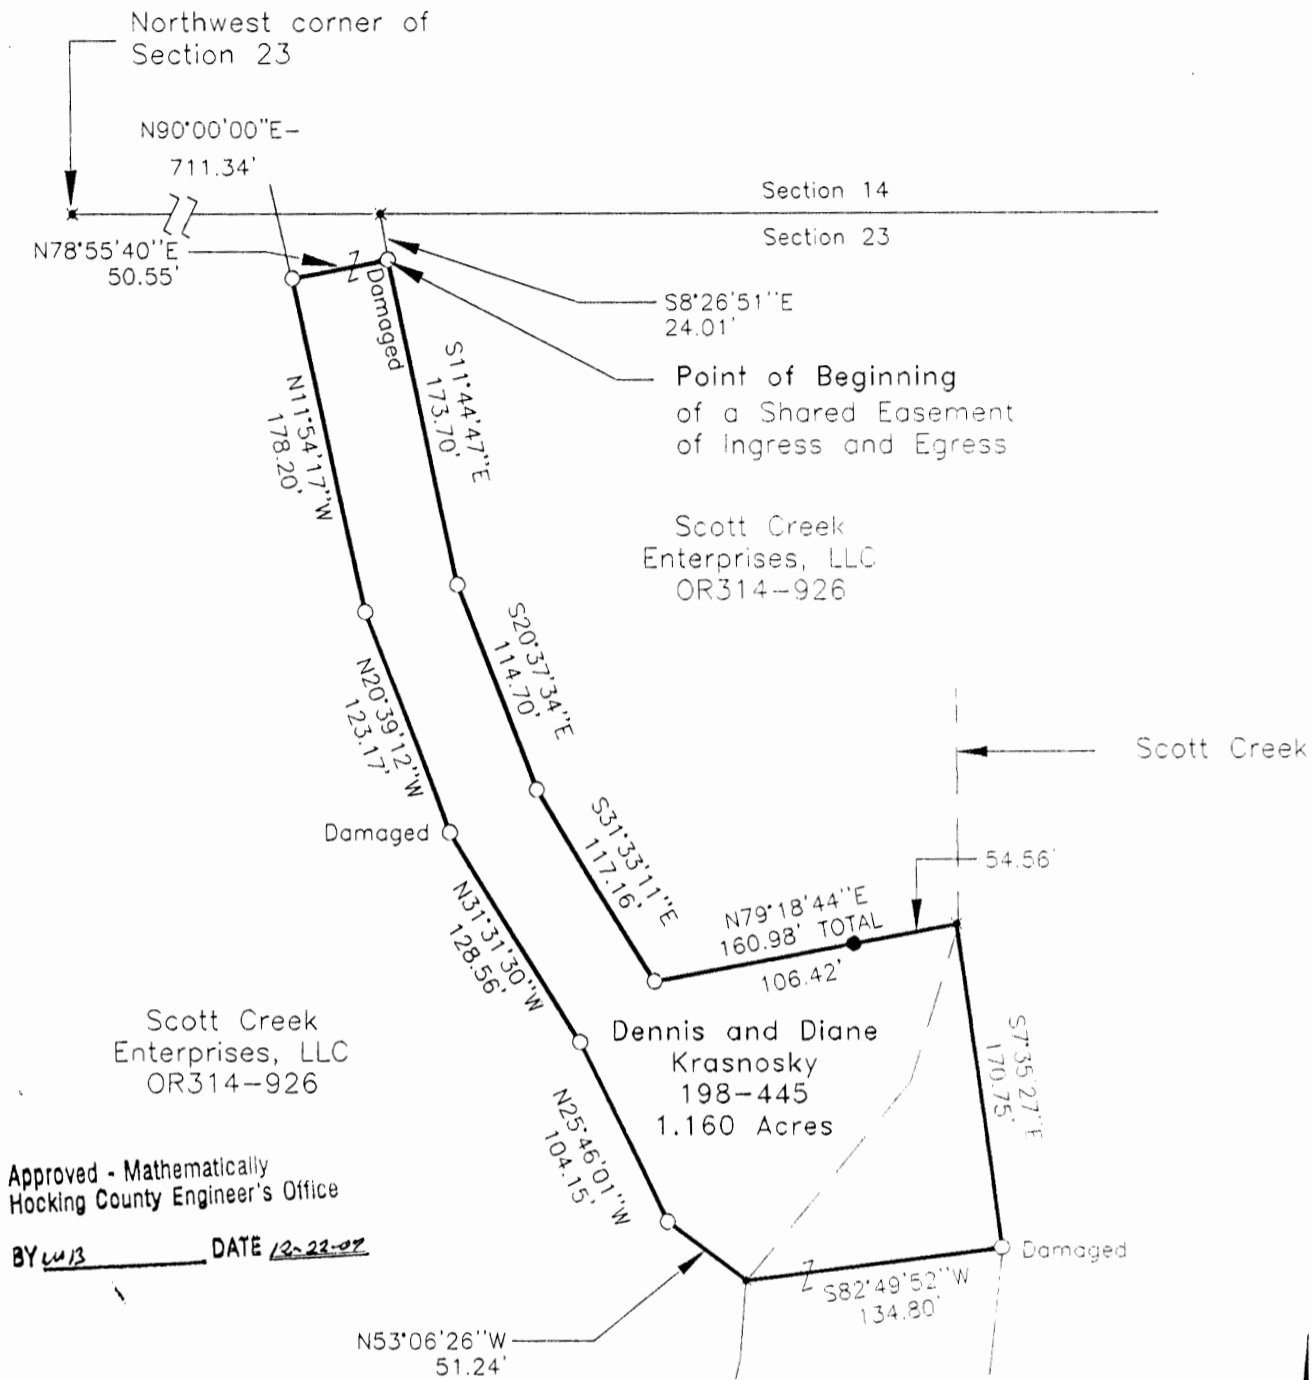 Northwest corner of
Section 23
N90°00'00"E-
711.34'
Section 14
Section 23
N78°55'40"E
50.55'
Damaged
S8°26'51"E
24.01'
Point of Beginning
of a Shared Easement
of Ingress and Egress
S11°44'47"E
173.70'
N11°54'17"W
178.20'
Scott Creek
Enterprises, LLC
OR314-926
S20°37'34"E
114.70'
N20°39'12"W
123.17'
Scott Creek
Damaged
S31°33'11"E
117.16'
54.56'
N79°18'44"E
160.98' TOTAL
106.42'
N31°31'30"W
128.56'
Scott Creek
Enterprises, LLC
OR314-926
Dennis and Diane
Krasnosky
198-445
1.160 Acres
S7°35'27"E
170.75'
N25°46'01"W
104.15'
Approved - Mathematically
Hocking County Engineer's Office
BY DATE 12-22-07
Damaged
S82°49'52"W
134.80'
N53°06'26"W
51.24'